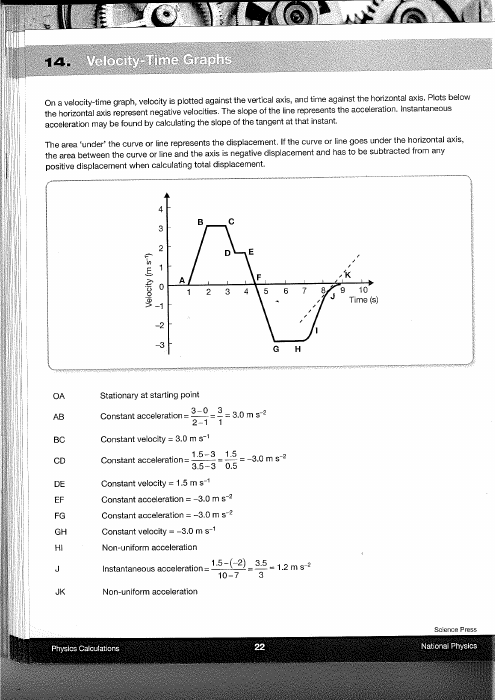 14. Velocity-Time Graphs
On a velocity-time graph, velocity is plotted against the vertical axis, and time against the horizontal axis. Plots below
the horizontal axis represent negative velocities. The slope of the line represents the acceleration. Instantaneous
acceleration may be found by calculating the slope of the tangent at that instant.
The area 'under' the curve or line represents the displacement. If the curve or line goes under the horizontal axis,
the area between the curve or line and the axis is negative displacement and has to be subtracted from any
positive displacement when calculating total displacement.
4
3
2
1
0
−1
−2
−3
Velocity (m s⁻¹)
A
B
C
D
E
F
G
H
I
J
K
1 2 3 4 5 6 7 8 9 10
Time (s)
OA Stationary at starting point
AB Constant acceleration = 3−0/2−1 = 3/1 = 3.0 m s⁻²
BC Constant velocity = 3.0 m s⁻¹
CD Constant acceleration = 1.5−3/3.5−3 = 1.5/0.5 = −3.0 m s⁻²
DE Constant velocity = 1.5 m s⁻¹
EF Constant acceleration = −3.0 m s⁻²
FG Constant acceleration = −3.0 m s⁻²
GH Constant velocity = −3.0 m s⁻¹
HI Non-uniform acceleration
J Instantaneous acceleration = 1.5−(−2)/10−7 = 3.5/3 = 1.2 m s⁻²
JK Non-uniform acceleration
Science Press
Physics Calculations
22
National Physics